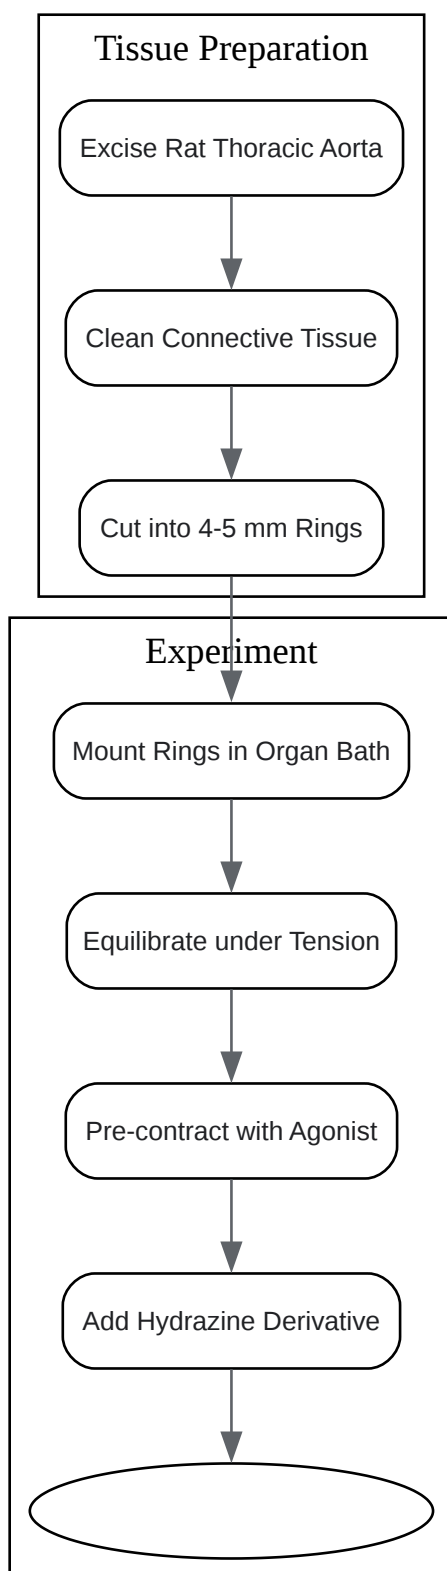 Tissue Preparation
Excise Rat Thoracic Aorta
Clean Connective Tissue
Cut into 4-5 mm Rings
Experiment
Mount Rings in Organ Bath
Equilibrate under Tension
Pre-contract with Agonist
Add Hydrazine Derivative